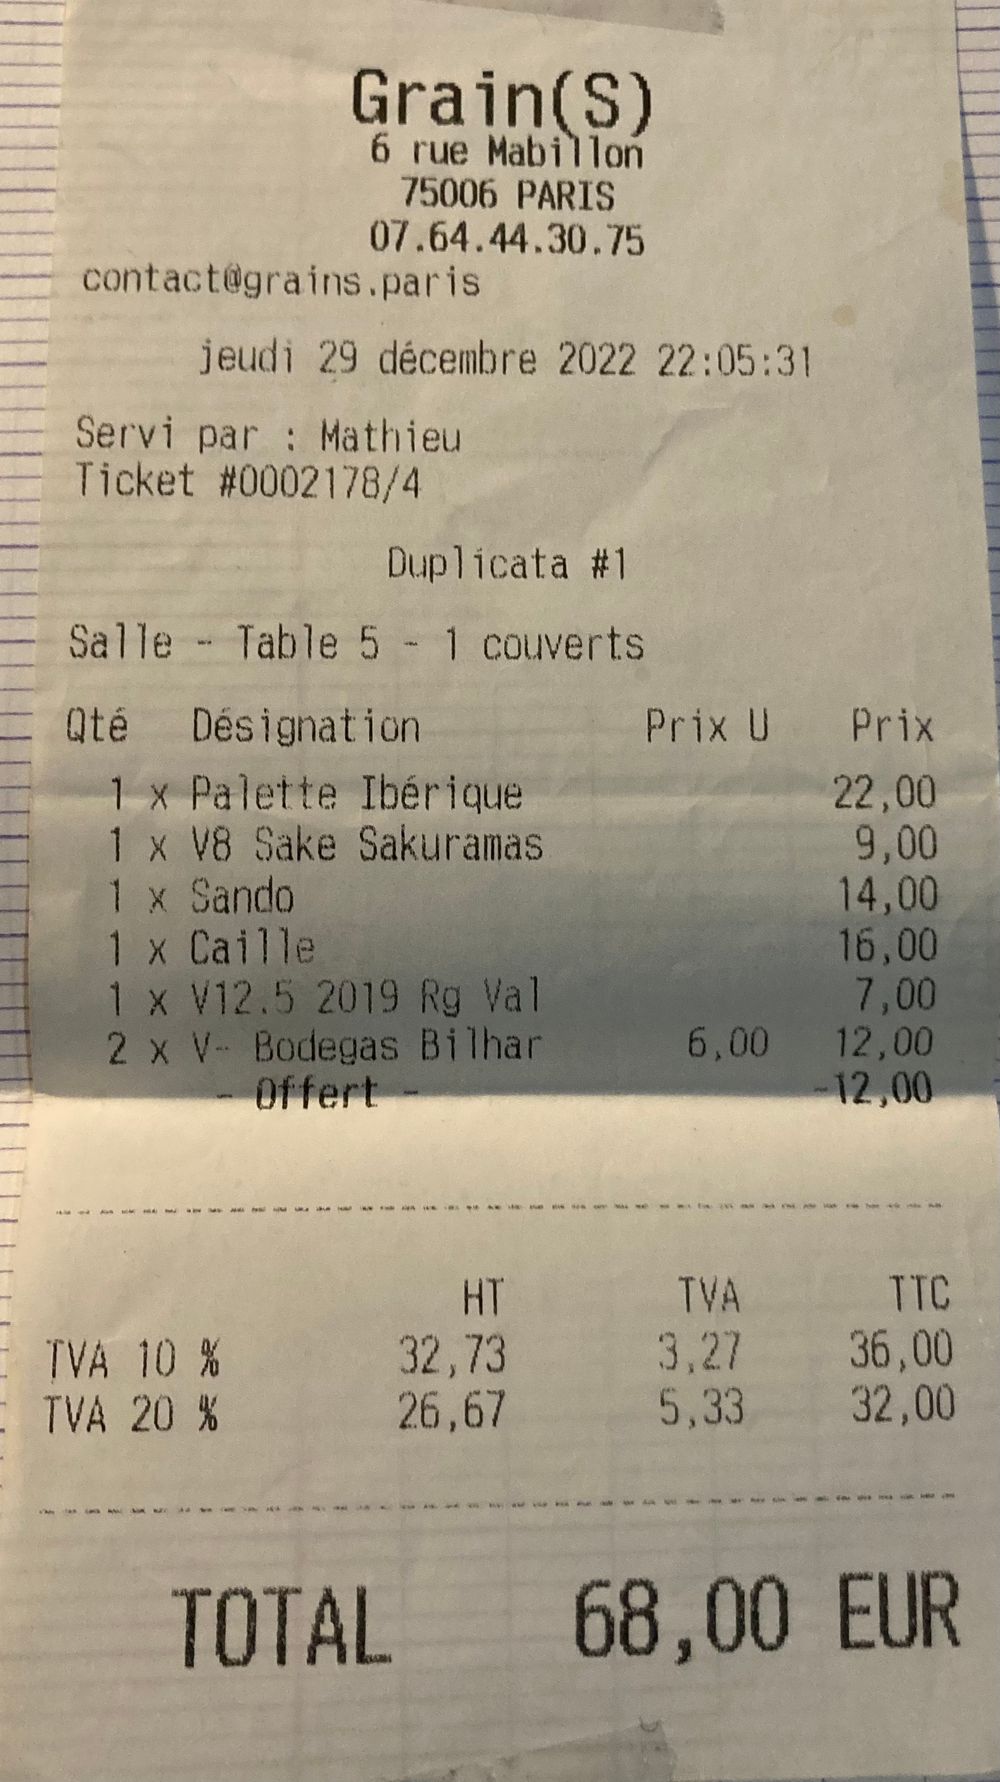 Grain(S)
6 rue Mabillon
75006 PARIS
07.64.44.30.75
contact@grains.paris
jeudi 29 décembre 2022 22:05:31
Servi par : Mathieu
Ticket #0002178/4
Duplicata #1
Salle - Table 5 - 1 couverts
Qté Désignation Prix U Prix
1 x Palette Ibérique 22,00
1 x V8 Sake Sakuramas 9,00
1 x Sando 14,00
1 x Caille 16,00
1 x V12.5 2019 Rg Val 7,00
2 x V- Bodegas Bilhar 6,00 12,00
- Offert - -12,00
HT TVA TTC
TVA 10 % 32,73 3,27 36,00
TVA 20 % 26,67 5,33 32,00
TOTAL 68,00 EUR